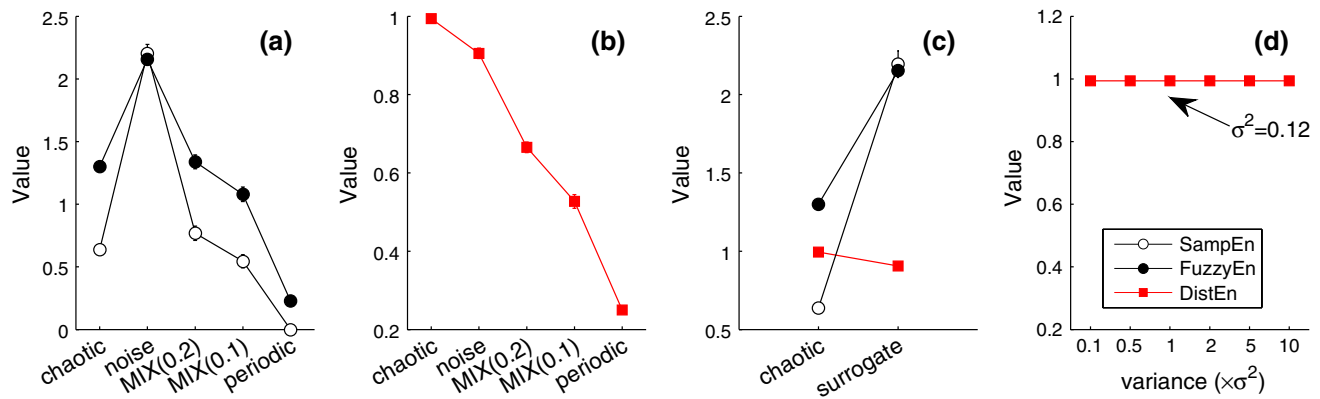 (a)
Value
2.5
2
1.5
1
0.5
0
chaotic
noise
MIX(0.2)
MIX(0.1)
periodic
(b)
Value
1
0.8
0.6
0.4
0.2
chaotic
noise
MIX(0.2)
MIX(0.1)
periodic
(c)
Value
2.5
2
1.5
1
0.5
chaotic
surrogate
(d)
Value
1.2
1
0.8
0.6
0.4
0.2
σ²=0.12
SampEn
FuzzyEn
DistEn
0.1 0.5 1 2 5 10
variance (×σ²)